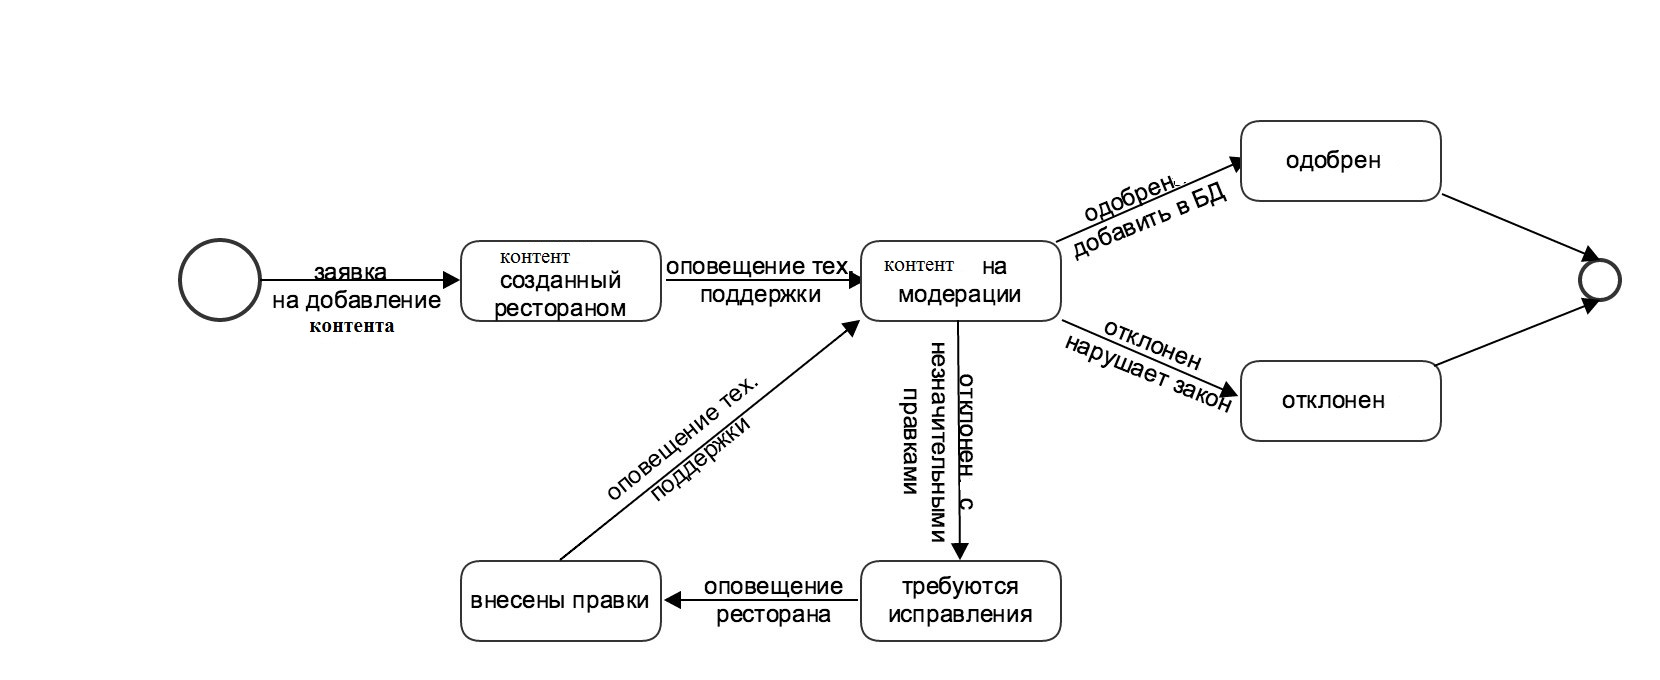 заявка
на добавление
контента
контент
созданный
рестораном
оповещение тех.
поддержки
контент на
модерации
одобрен.
добавить в БД
одобрен
отклонен
нарушает закон
отклонен
отклонен. с
незначительными
правками
требуются
исправления
оповещение
ресторана
внесены правки
оповещение тех.
поддержки